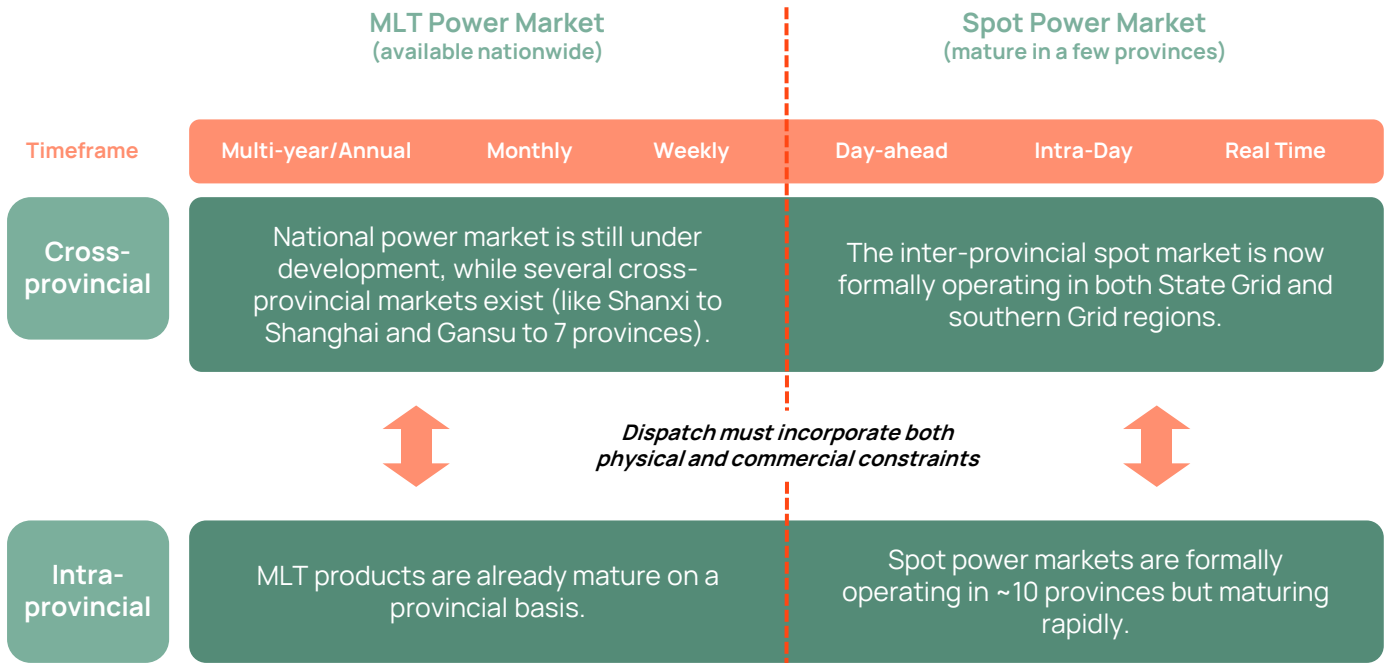 MLT Power Market
(available nationwide)
Spot Power Market
(mature in a few provinces)
Timeframe
Multi-year/Annual
Monthly
Weekly
Day-ahead
Intra-Day
Real Time
Cross-
provincial
National power market is still under
development, while several cross-
provincial markets exist (like Shanxi to
Shanghai and Gansu to 7 provinces).
The inter-provincial spot market is now
formally operating in both State Grid and
southern Grid regions.
Dispatch must incorporate both
physical and commercial constraints
Intra-
provincial
MLT products are already mature on a
provincial basis.
Spot power markets are formally
operating in ~10 provinces but maturing
rapidly.